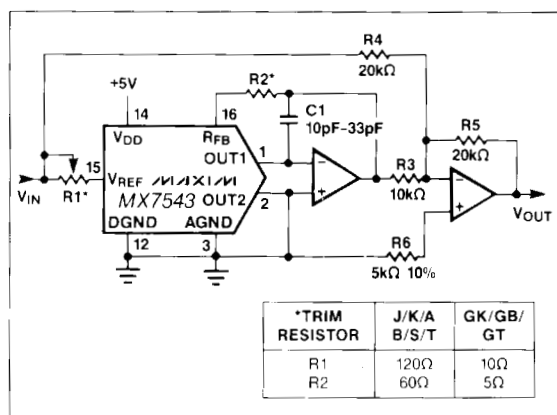 R4
20kΩ
+5V
R2*
14
16
C1
10pF–33pF
R5
20kΩ
VDD
RFB
OUT1
1
15
VREF
MAXIM
MX7543
OUT2
2
R3
10kΩ
VIN
R1*
DGND
AGND
VOUT
12
3
R6
5kΩ 10%
*TRIM RESISTOR J/K/A B/S/T GK/GB/ GT
R1 120Ω 10Ω
R2 60Ω 5Ω
−
+
−
+